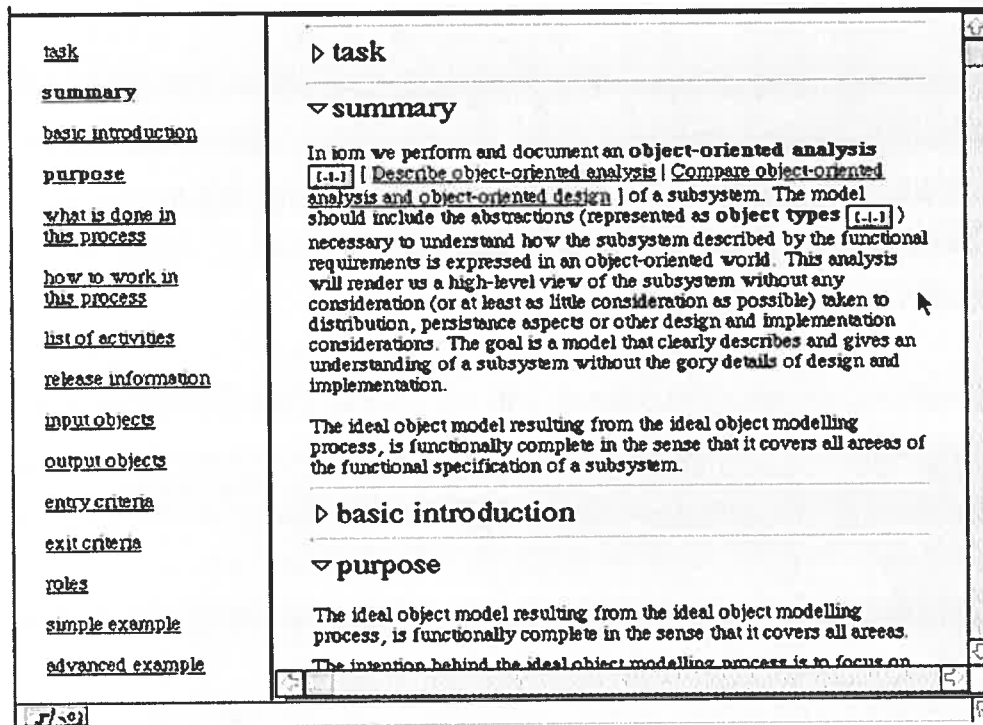 task
summary
basic introduction
purpose
what is done in
this process
how to work in
this process
list of activities
release information
input objects
output objects
entry criteria
exit criteria
roles
simple example
advanced example
▷ task
▽ summary
In iom we perform and document an object-oriented analysis
[.-.] [ Describe object-oriented analysis | Compare object-oriented
analysis and object-oriented design ] of a subsystem. The model
should include the abstractions (represented as object types [.-.] )
necessary to understand how the subsystem described by the functional
requirements is expressed in an object-oriented world. This analysis
will render us a high-level view of the subsystem without any
consideration (or at least as little consideration as possible) taken to
distribution, persistance aspects or other design and implementation
considerations. The goal is a model that clearly describes and gives an
understanding of a subsystem without the gory details of design and
implementation.
The ideal object model resulting from the ideal object modelling
process, is functionally complete in the sense that it covers all areeas of
the functional specification of a subsystem.
▷ basic introduction
▽ purpose
The ideal object model resulting from the ideal object modelling
process, is functionally complete in the sense that it covers all areeas.
The intention behind the ideal object modelling process is to focus on